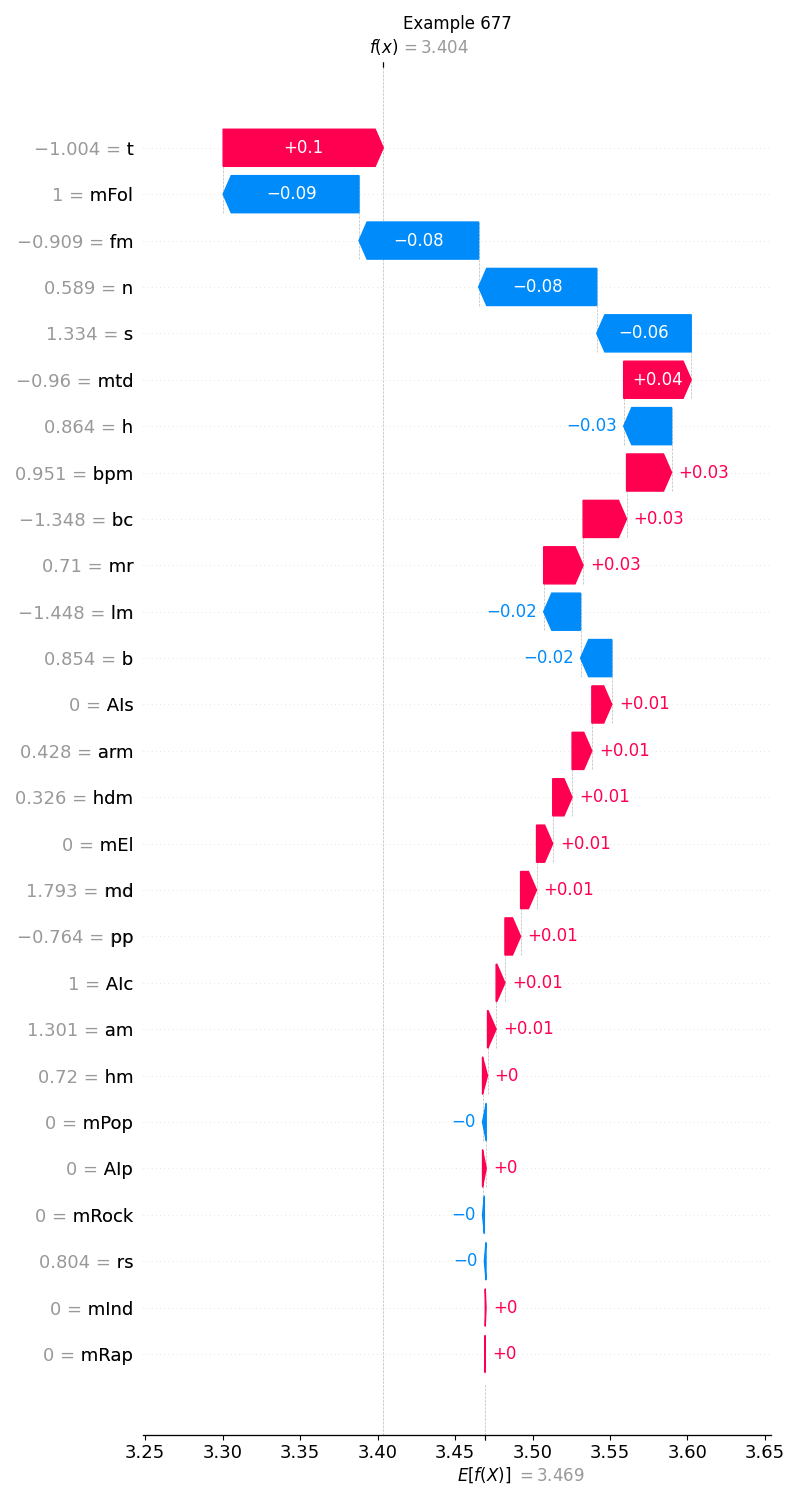 Example 677
f(x) = 3.404
−1.004 = t +0.1
1 = mFol −0.09
−0.909 = fm −0.08
0.589 = n −0.08
1.334 = s −0.06
−0.96 = mtd +0.04
0.864 = h −0.03
0.951 = bpm +0.03
−1.348 = bc +0.03
0.71 = mr +0.03
−1.448 = lm −0.02
0.854 = b −0.02
0 = AIs +0.01
0.428 = arm +0.01
0.326 = hdm +0.01
0 = mEl +0.01
1.793 = md +0.01
−0.764 = pp +0.01
1 = AIc +0.01
1.301 = am +0.01
0.72 = hm +0
0 = mPop −0
0 = AIp +0
0 = mRock −0
0.804 = rs −0
0 = mInd +0
0 = mRap +0
3.25 3.30 3.35 3.40 3.45 3.50 3.55 3.60 3.65
E[f(X)] = 3.469